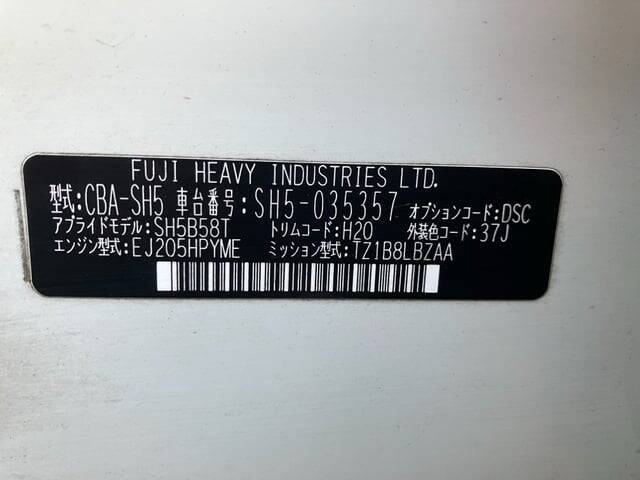 FUJI HEAVY INDUSTRIES LTD.
型式:CBA-SH5 車台番号:SH5-035357 オプションコード:DSC
アプライドモデル:SH5B58T トリムコード:H20 外装色コード:37J
エンジン型式:EJ205HPYME ミッション型式:TZ1B8LBZAA